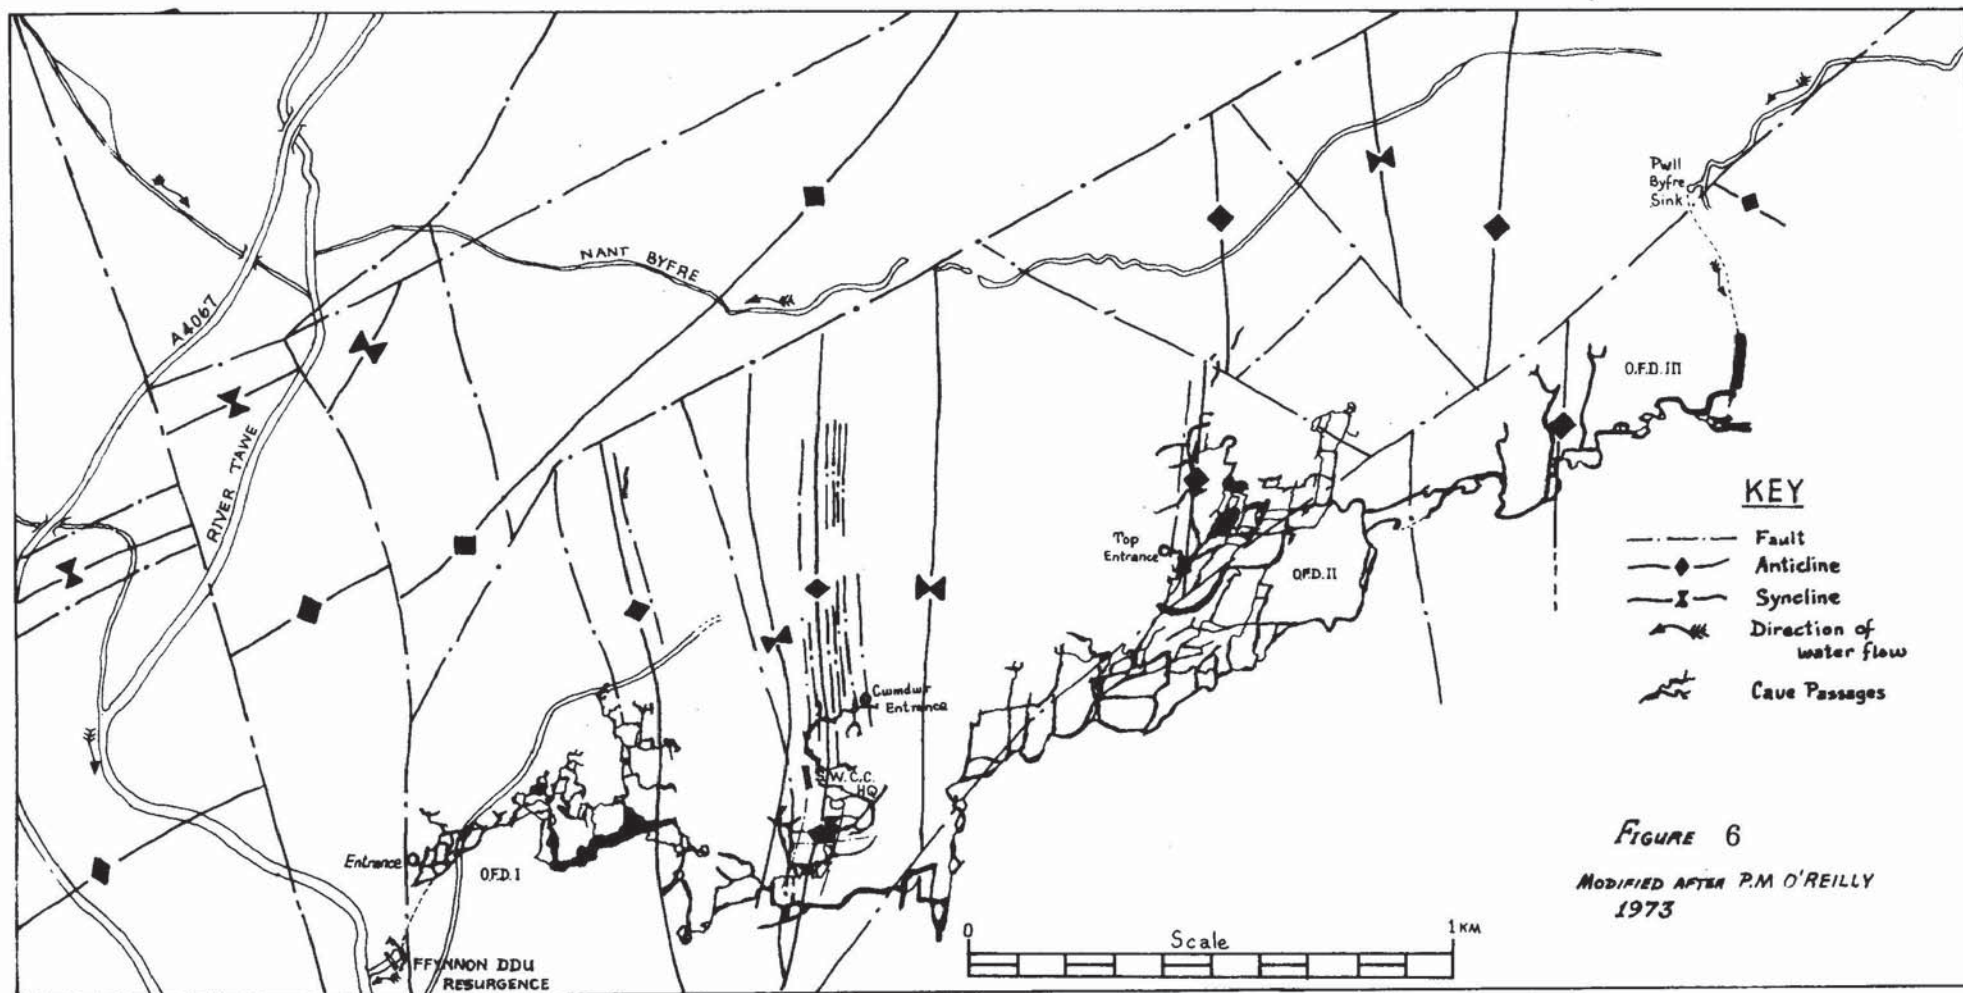 Pwll
Byfre
Sink
NANT BYFRE
A4067
RIVER TAWE
O.F.D. III
KEY
Fault
Anticline
Syncline
Direction of
water flow
Cave Passages
Top
Entrance
O.F.D. II
Cwmdwr
Entrance
S.W.C.C.
HQ
Entrance
O.F.D. I
FFYNNON DDU
RESURGENCE
0
Scale
1 KM
FIGURE 6
MODIFIED AFTER P.M O'REILLY
1973